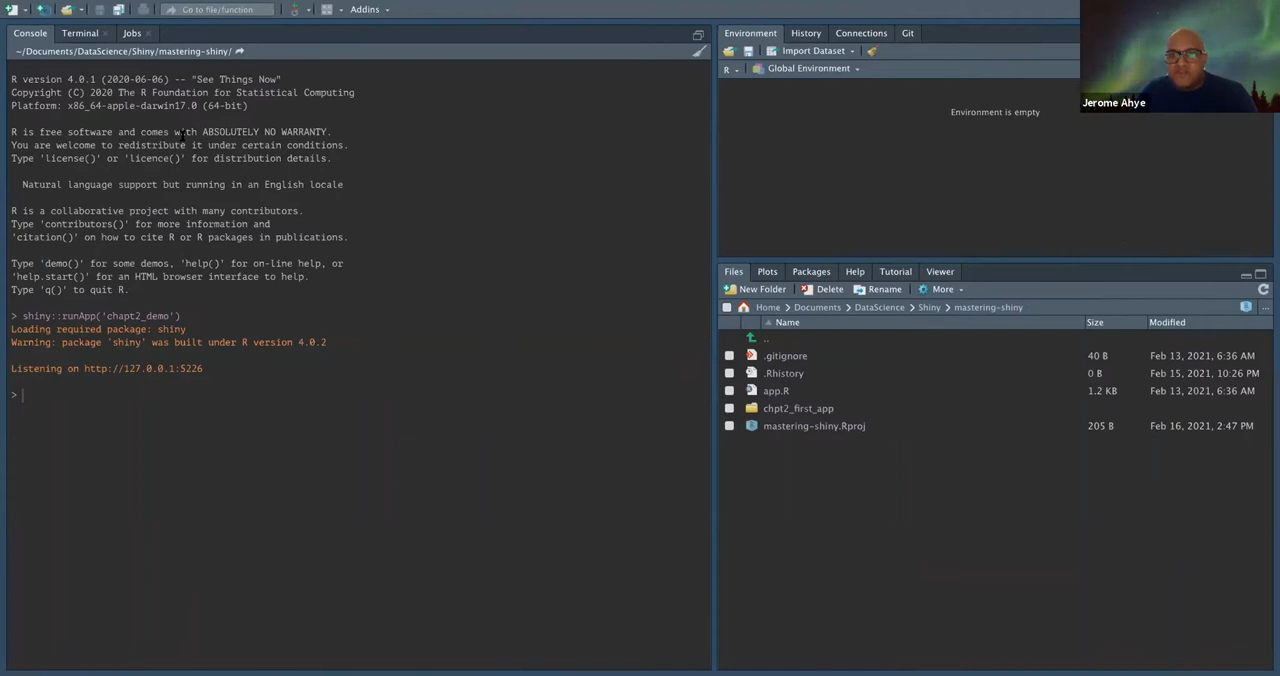 Go to file/function
Addins
Console
Terminal
Jobs
~/Documents/DataScience/Shiny/mastering-shiny/
R version 4.0.1 (2020-06-06) -- "See Things Now"
Copyright (C) 2020 The R Foundation for Statistical Computing
Platform: x86_64-apple-darwin17.0 (64-bit)
R is free software and comes with ABSOLUTELY NO WARRANTY.
You are welcome to redistribute it under certain conditions.
Type 'license()' or 'licence()' for distribution details.
Natural language support but running in an English locale
R is a collaborative project with many contributors.
Type 'contributors()' for more information and
'citation()' on how to cite R or R packages in publications.
Type 'demo()' for some demos, 'help()' for on-line help, or
'help.start()' for an HTML browser interface to help.
Type 'q()' to quit R.
> shiny::runApp('chapt2_demo')
Loading required package: shiny
Warning: package 'shiny' was built under R version 4.0.2
Listening on http://127.0.0.1:5226
>
Environment
History
Connections
Git
Import Dataset
R
Global Environment
Environment is empty
Jerome Ahye
Files
Plots
Packages
Help
Tutorial
Viewer
New Folder
Delete
Rename
More
Home > Documents > DataScience > Shiny > mastering-shiny
...
Name Size Modified
..
.gitignore 40 B Feb 13, 2021, 6:36 AM
.Rhistory 0 B Feb 15, 2021, 10:26 PM
app.R 1.2 KB Feb 13, 2021, 6:36 AM
chpt2_first_app
mastering-shiny.Rproj 205 B Feb 16, 2021, 2:47 PM